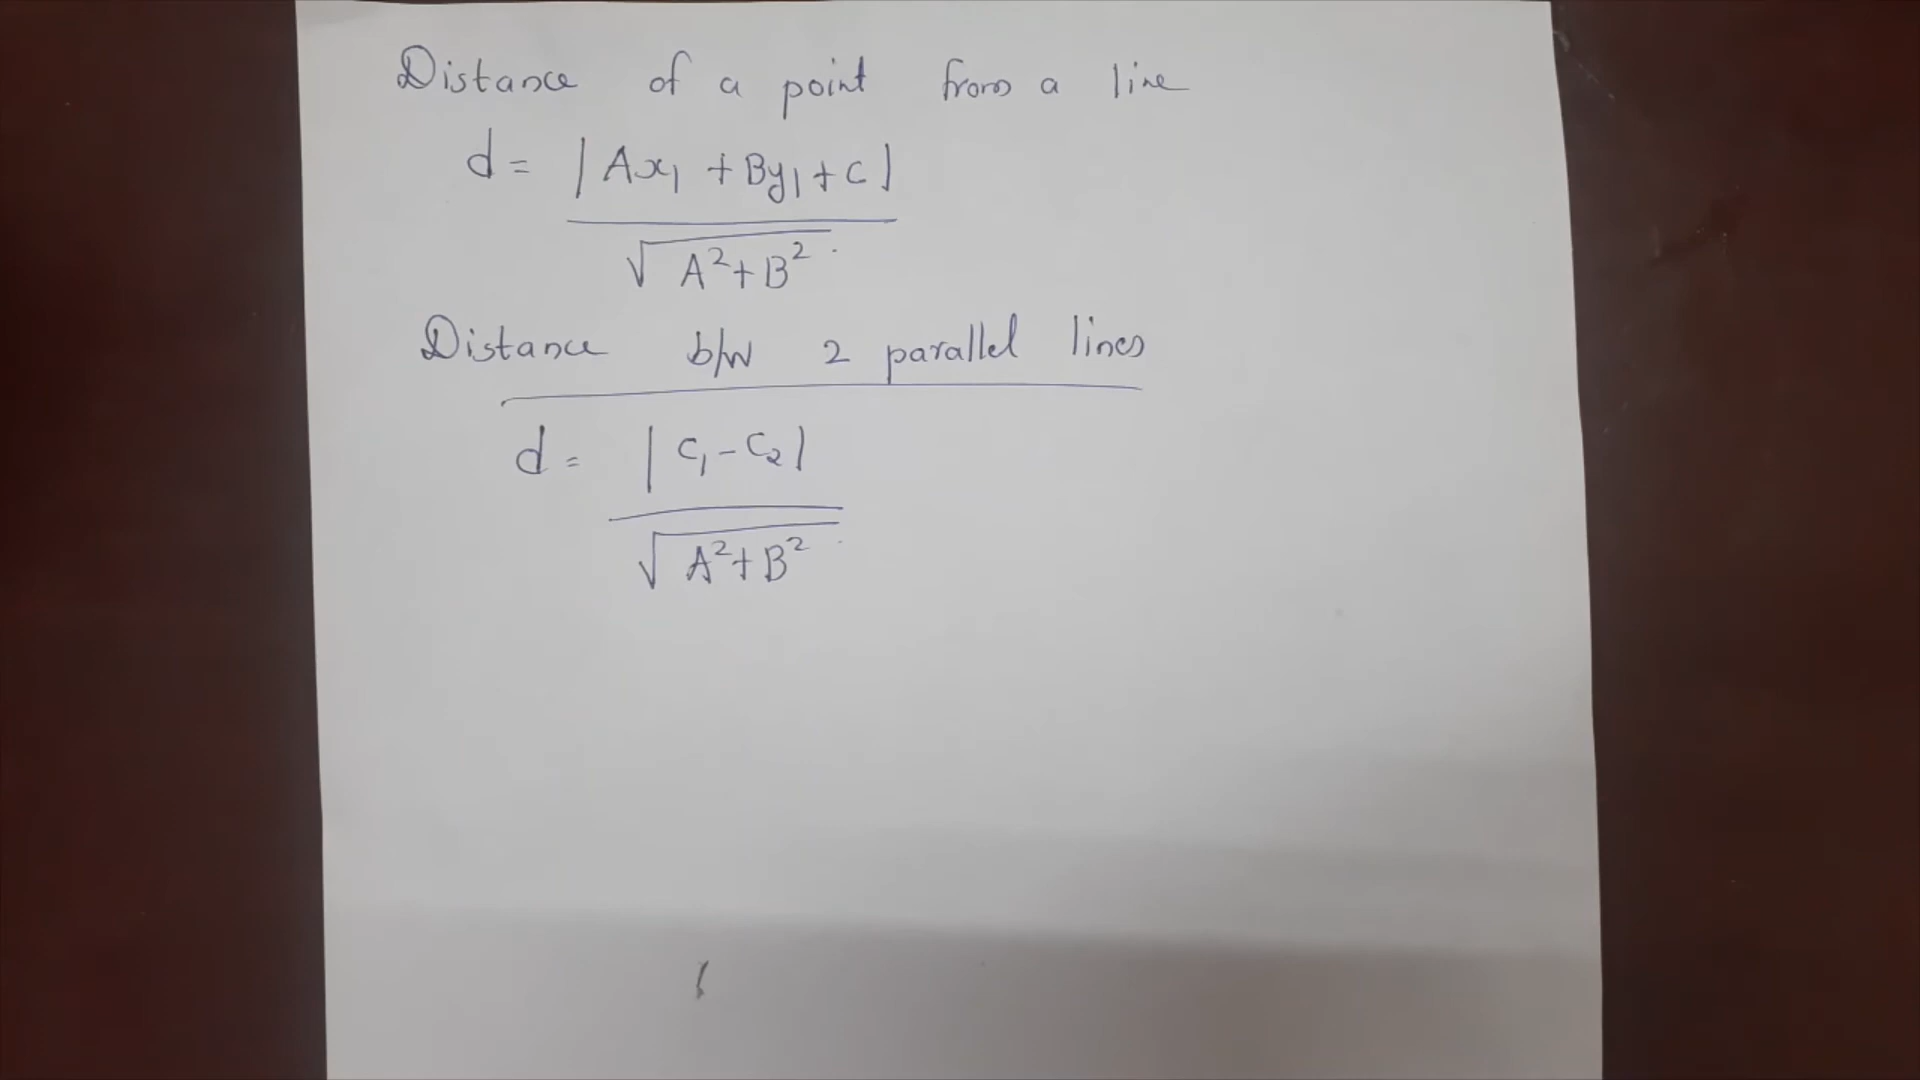 Distance of a point from a line
d = |Ax₁ + By₁ + C|
√A²+B²
Distance b/w 2 parallel lines
d = |C₁ - C₂|
√A²+B²